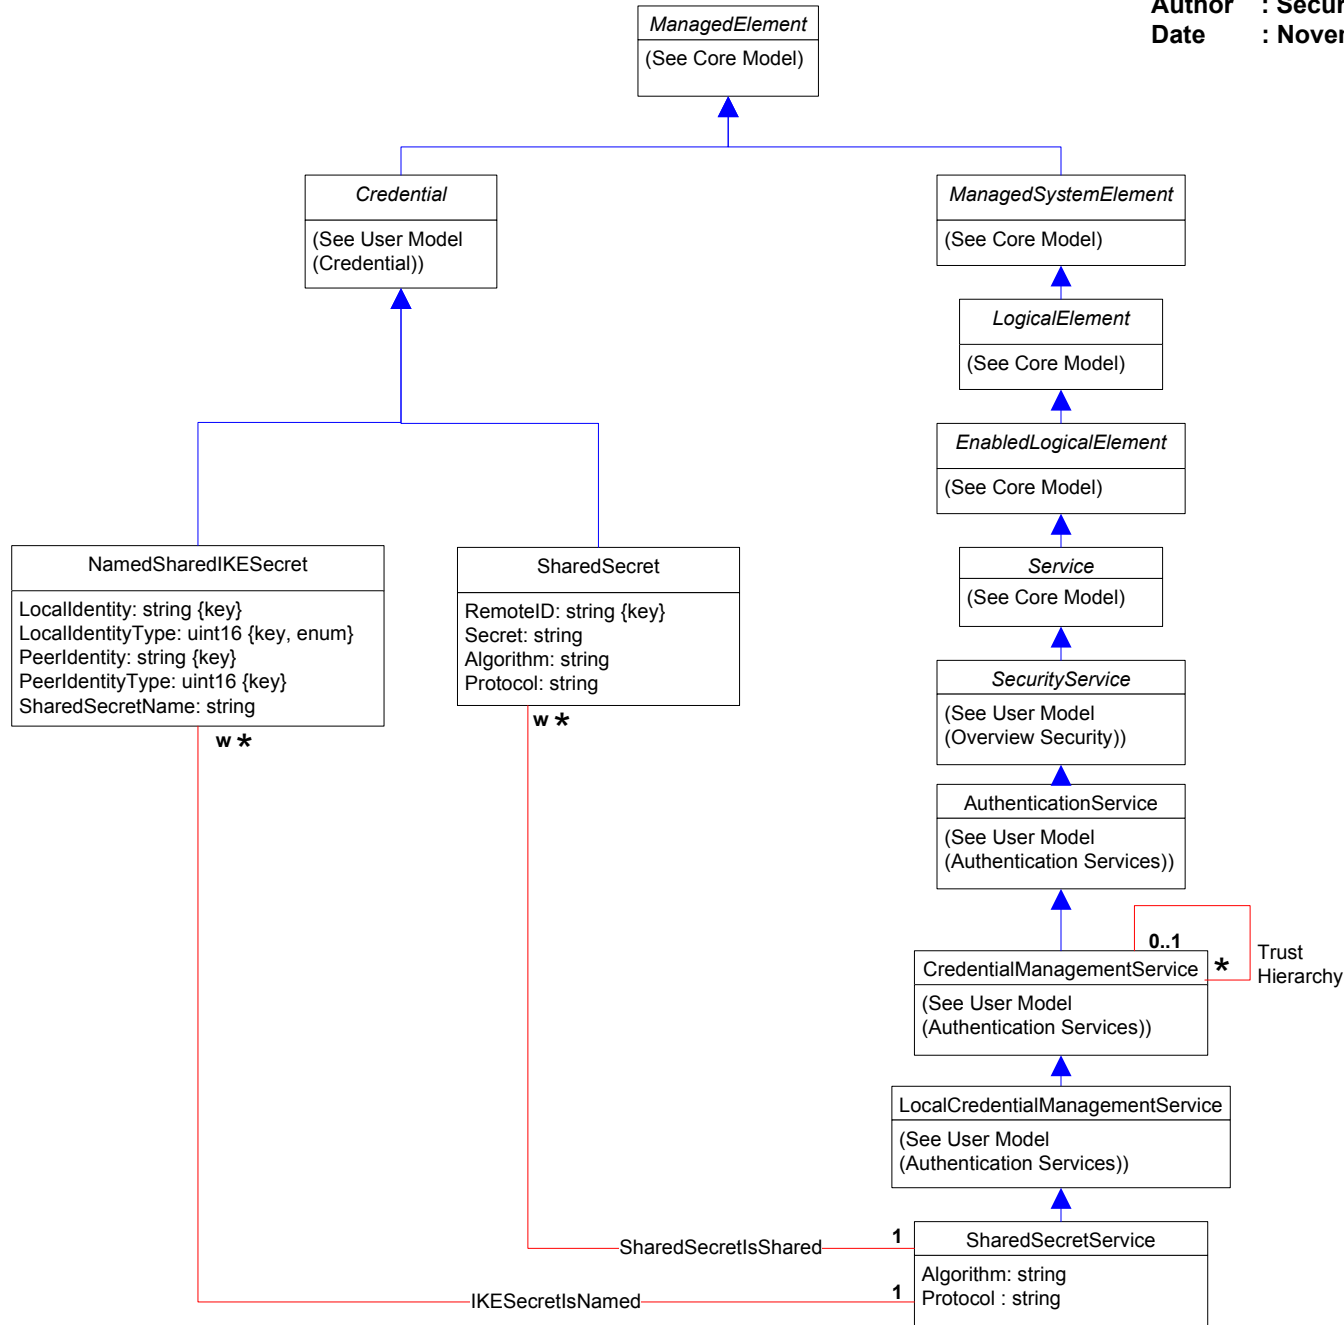 Author : Secur
Date : Nover
ManagedElement
(See Core Model)
Credential
(See User Model
(Credential))
ManagedSystemElement
(See Core Model)
LogicalElement
(See Core Model)
EnabledLogicalElement
(See Core Model)
Service
(See Core Model)
NamedSharedIKESecret
LocalIdentity: string {key}
LocalIdentityType: uint16 {key, enum}
PeerIdentity: string {key}
PeerIdentityType: uint16 {key}
SharedSecretName: string
w *
SharedSecret
RemoteID: string {key}
Secret: string
Algorithm: string
Protocol: string
w *
SecurityService
(See User Model
(Overview Security))
AuthenticationService
(See User Model
(Authentication Services))
0..1
*
Trust
Hierarchy
CredentialManagementService
(See User Model
(Authentication Services))
LocalCredentialManagementService
(See User Model
(Authentication Services))
SharedSecretIsShared
1
IKESecretIsNamed
1
SharedSecretService
Algorithm: string
Protocol : string